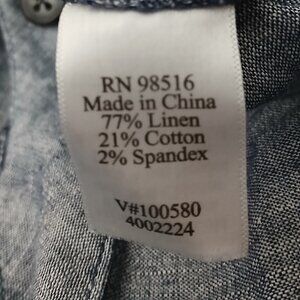 RN 98516
Made in China
77% Linen
21% Cotton
2% Spandex
V#100580
4002224